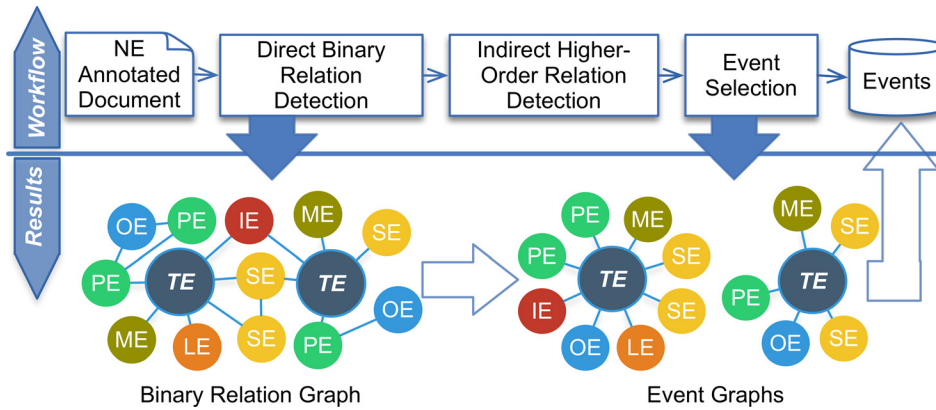 Workflow
NE
Annotated
Document
Direct Binary
Relation
Detection
Indirect Higher-
Order Relation
Detection
Event
Selection
Events
Results
OE
PE
IE
ME
SE
PE
TE
SE
TE
OE
ME
LE
SE
PE
Binary Relation Graph
PE
ME
PE
SE
TE
IE
SE
OE
LE
ME
SE
PE
TE
OE
SE
Event Graphs